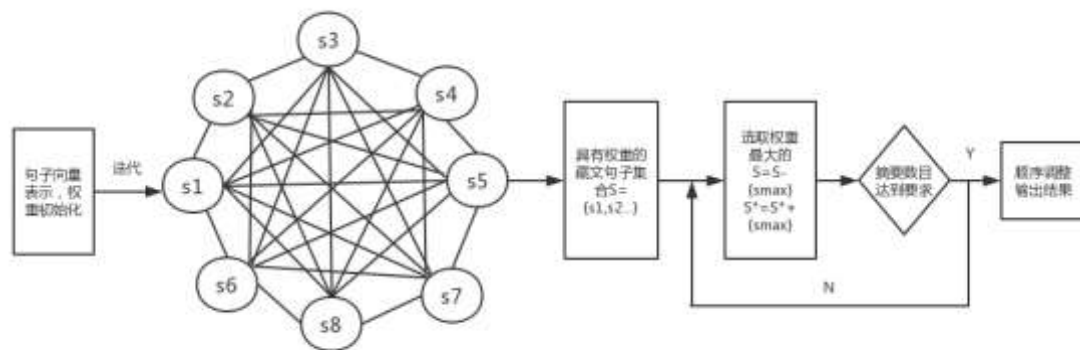 句子向量
表示，权
重初始化
迭代
s3
s2
s4
s1
s5
s6
s7
s8
具有权重的
藏文句子集
合S=
{s1,s2..}
选取权重
最大的
S=S-
{smax}
S*=S*+
{smax}
摘要数目
达到要求
Y
N
顺序调整
输出结果